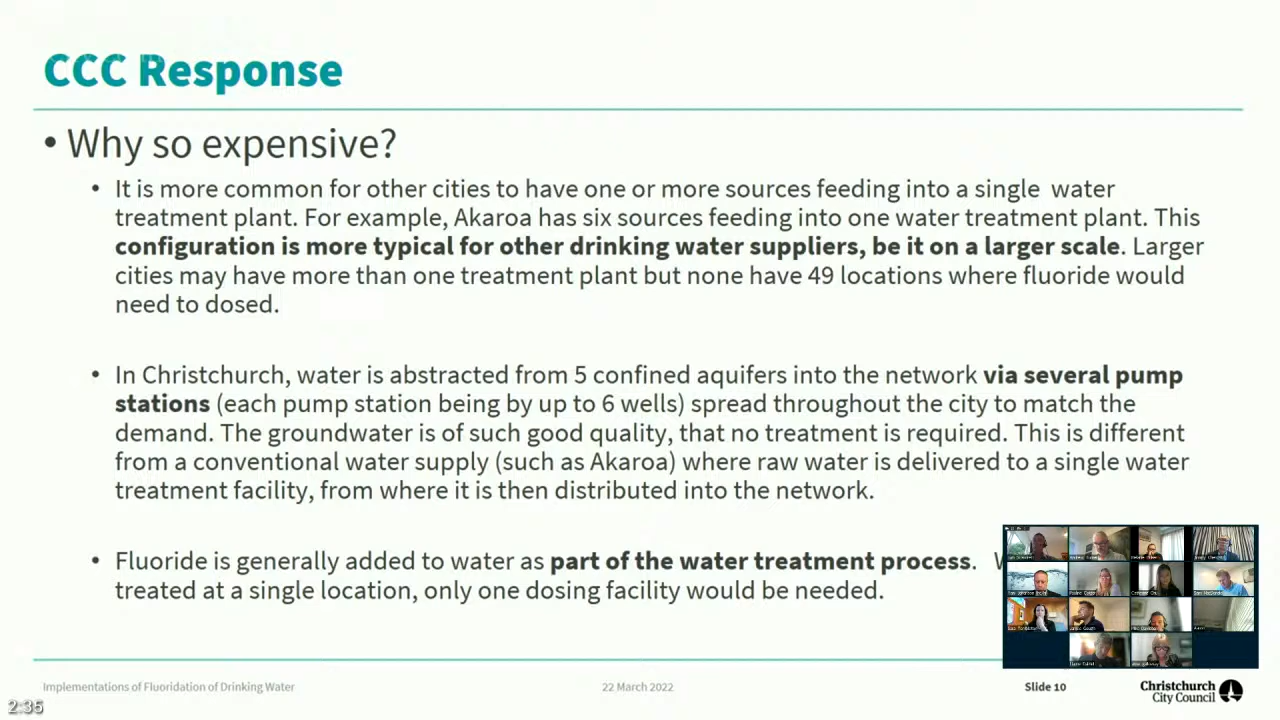 CCC Response
• Why so expensive?
• It is more common for other cities to have one or more sources feeding into a single water
treatment plant. For example, Akaroa has six sources feeding into one water treatment plant. This
configuration is more typical for other drinking water suppliers, be it on a larger scale. Larger
cities may have more than one treatment plant but none have 49 locations where fluoride would
need to dosed.
• In Christchurch, water is abstracted from 5 confined aquifers into the network via several pump
stations (each pump station being by up to 6 wells) spread throughout the city to match the
demand. The groundwater is of such good quality, that no treatment is required. This is different
from a conventional water supply (such as Akaroa) where raw water is delivered to a single water
treatment facility, from where it is then distributed into the network.
• Fluoride is generally added to water as part of the water treatment process.
treated at a single location, only one dosing facility would be needed.
Implementations of Fluoridation of Drinking Water
22 March 2022
Slide 10
Christchurch
City Council
2:35